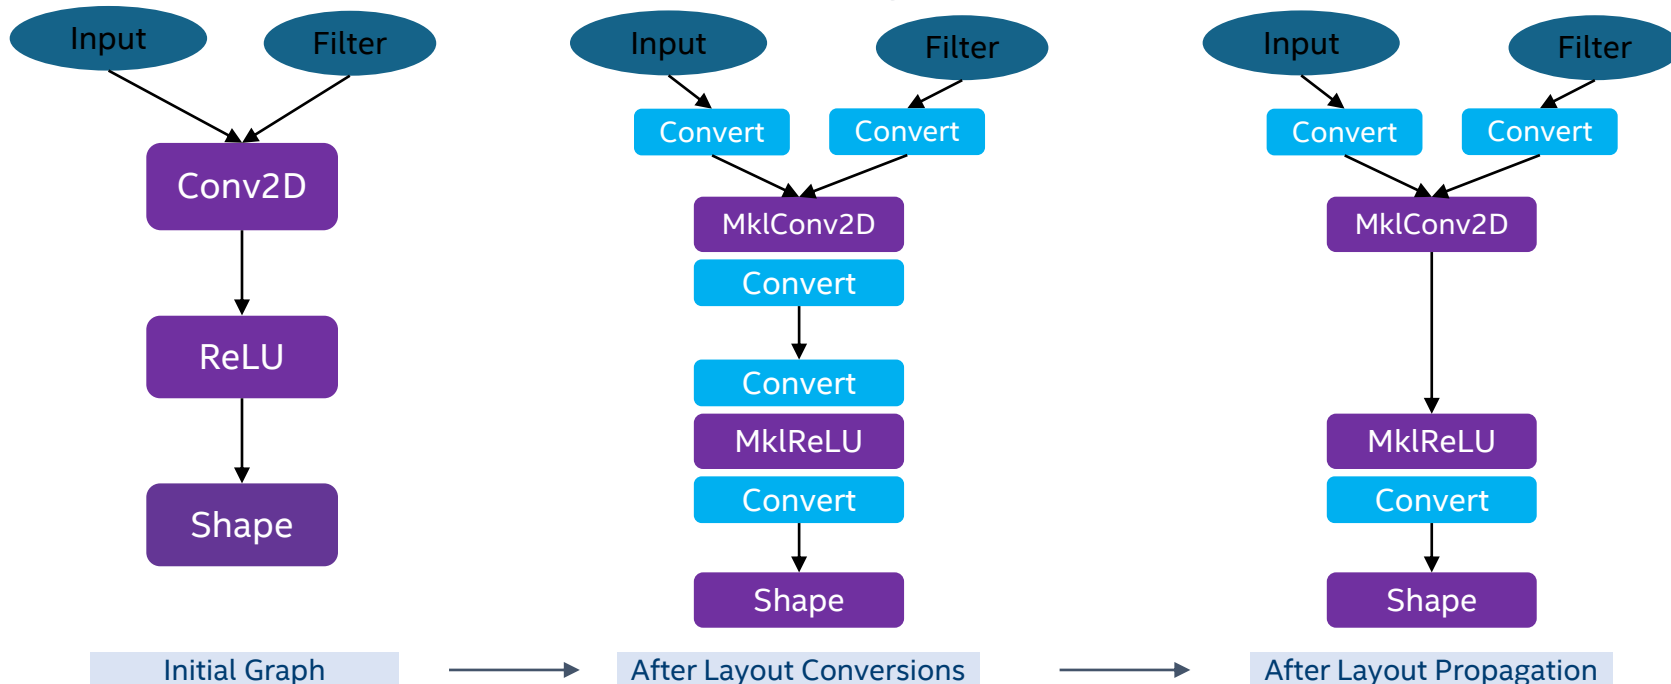 Input
Filter
Conv2D
ReLU
Shape
Initial Graph
Input
Filter
Convert
Convert
MklConv2D
Convert
Convert
MklReLU
Convert
Shape
After Layout Conversions
Input
Filter
Convert
Convert
MklConv2D
MklReLU
Convert
Shape
After Layout Propagation